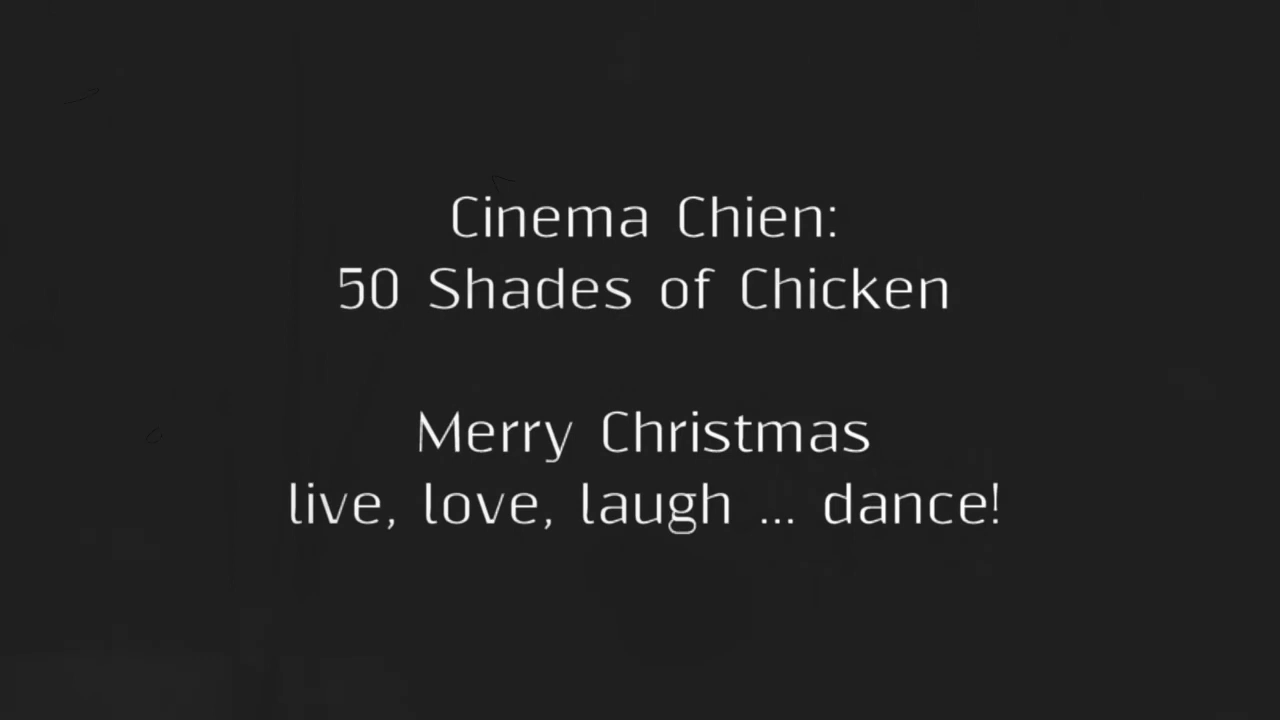 Cinema Chien:
50 Shades of Chicken
Merry Christmas
live, love, laugh ... dance!